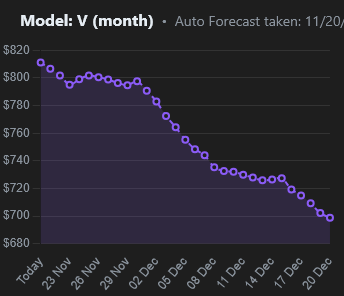 Model: V (month) • Auto Forecast taken: 11/20/
$820
$800
$780
$760
$740
$720
$700
$680
Today
23 Nov
26 Nov
29 Nov
02 Dec
05 Dec
08 Dec
11 Dec
14 Dec
17 Dec
20 Dec